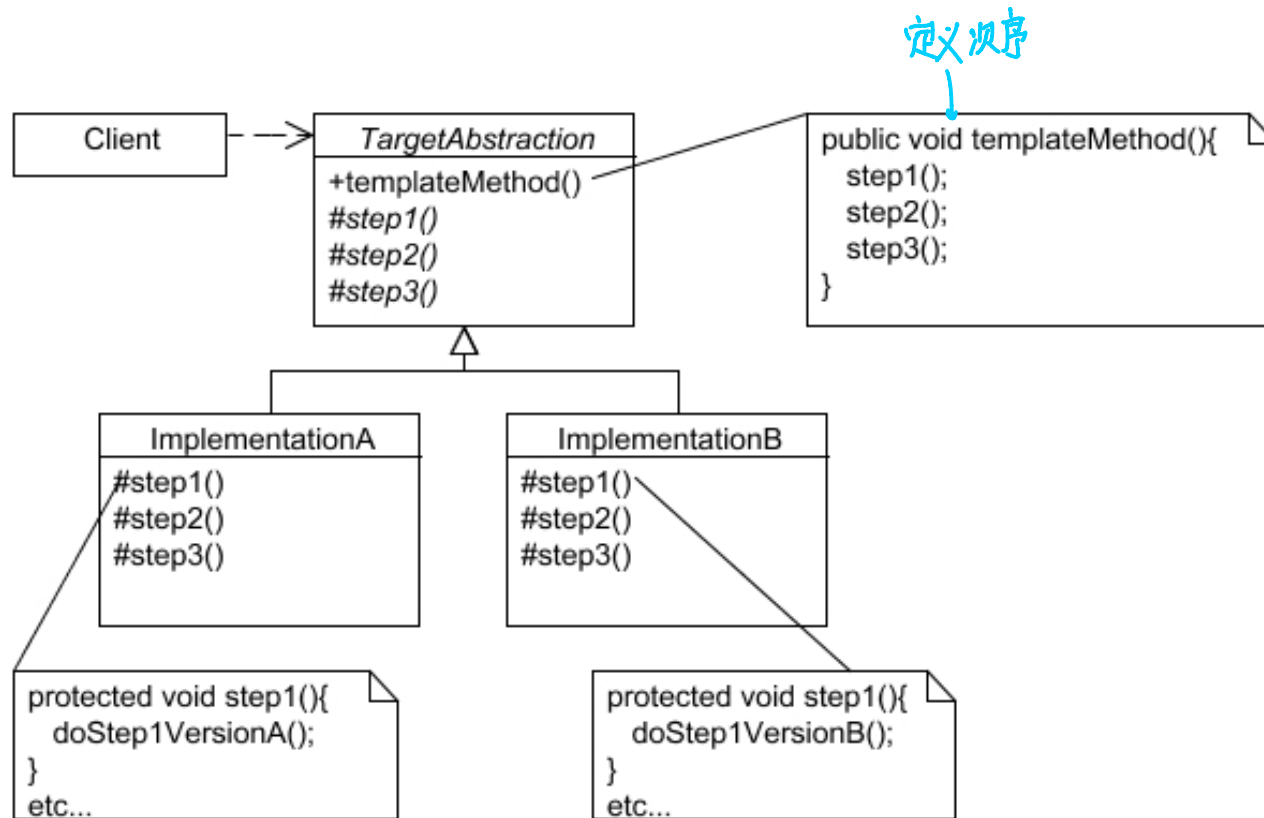 定义次序
Client
TargetAbstraction
+templateMethod()
#step1()
#step2()
#step3()
public void templateMethod(){
step1();
step2();
step3();
}
ImplementationA
#step1()
#step2()
#step3()
ImplementationB
#step1()
#step2()
#step3()
protected void step1(){
doStep1VersionA();
}
etc...
protected void step1(){
doStep1VersionB();
}
etc...